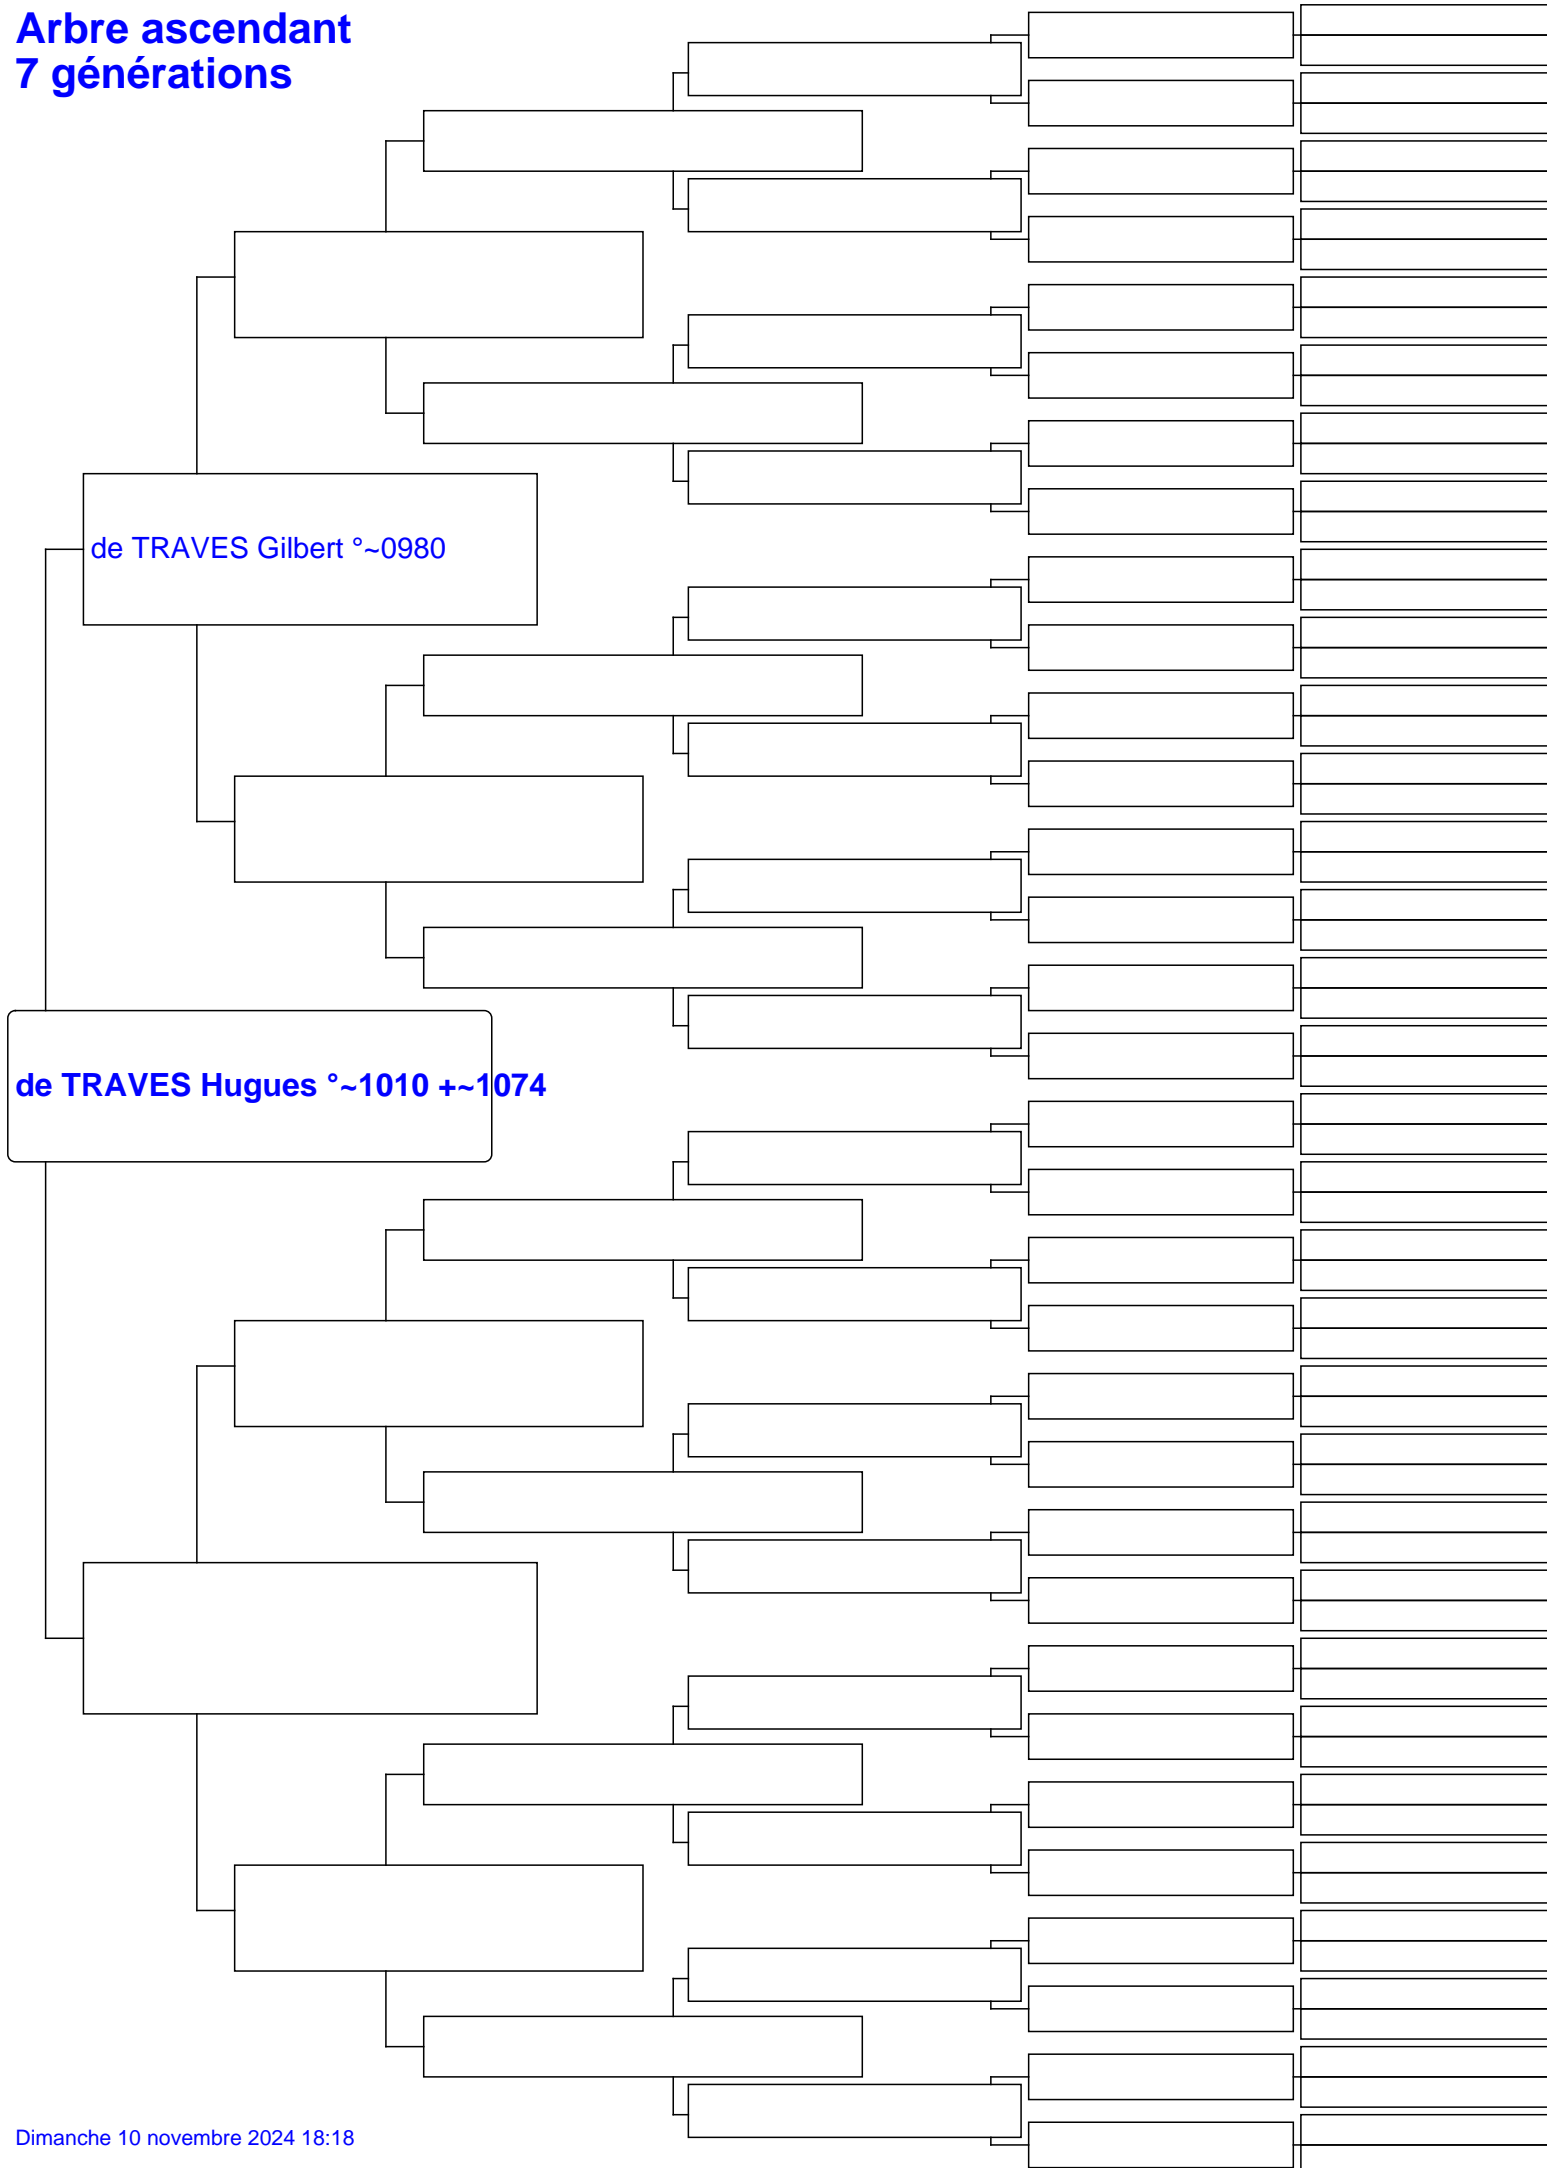 Arbre ascendant
7 générations
de TRAVES Gilbert °~0980
de TRAVES Hugues °~1010 +~1074
Dimanche 10 novembre 2024 18:18